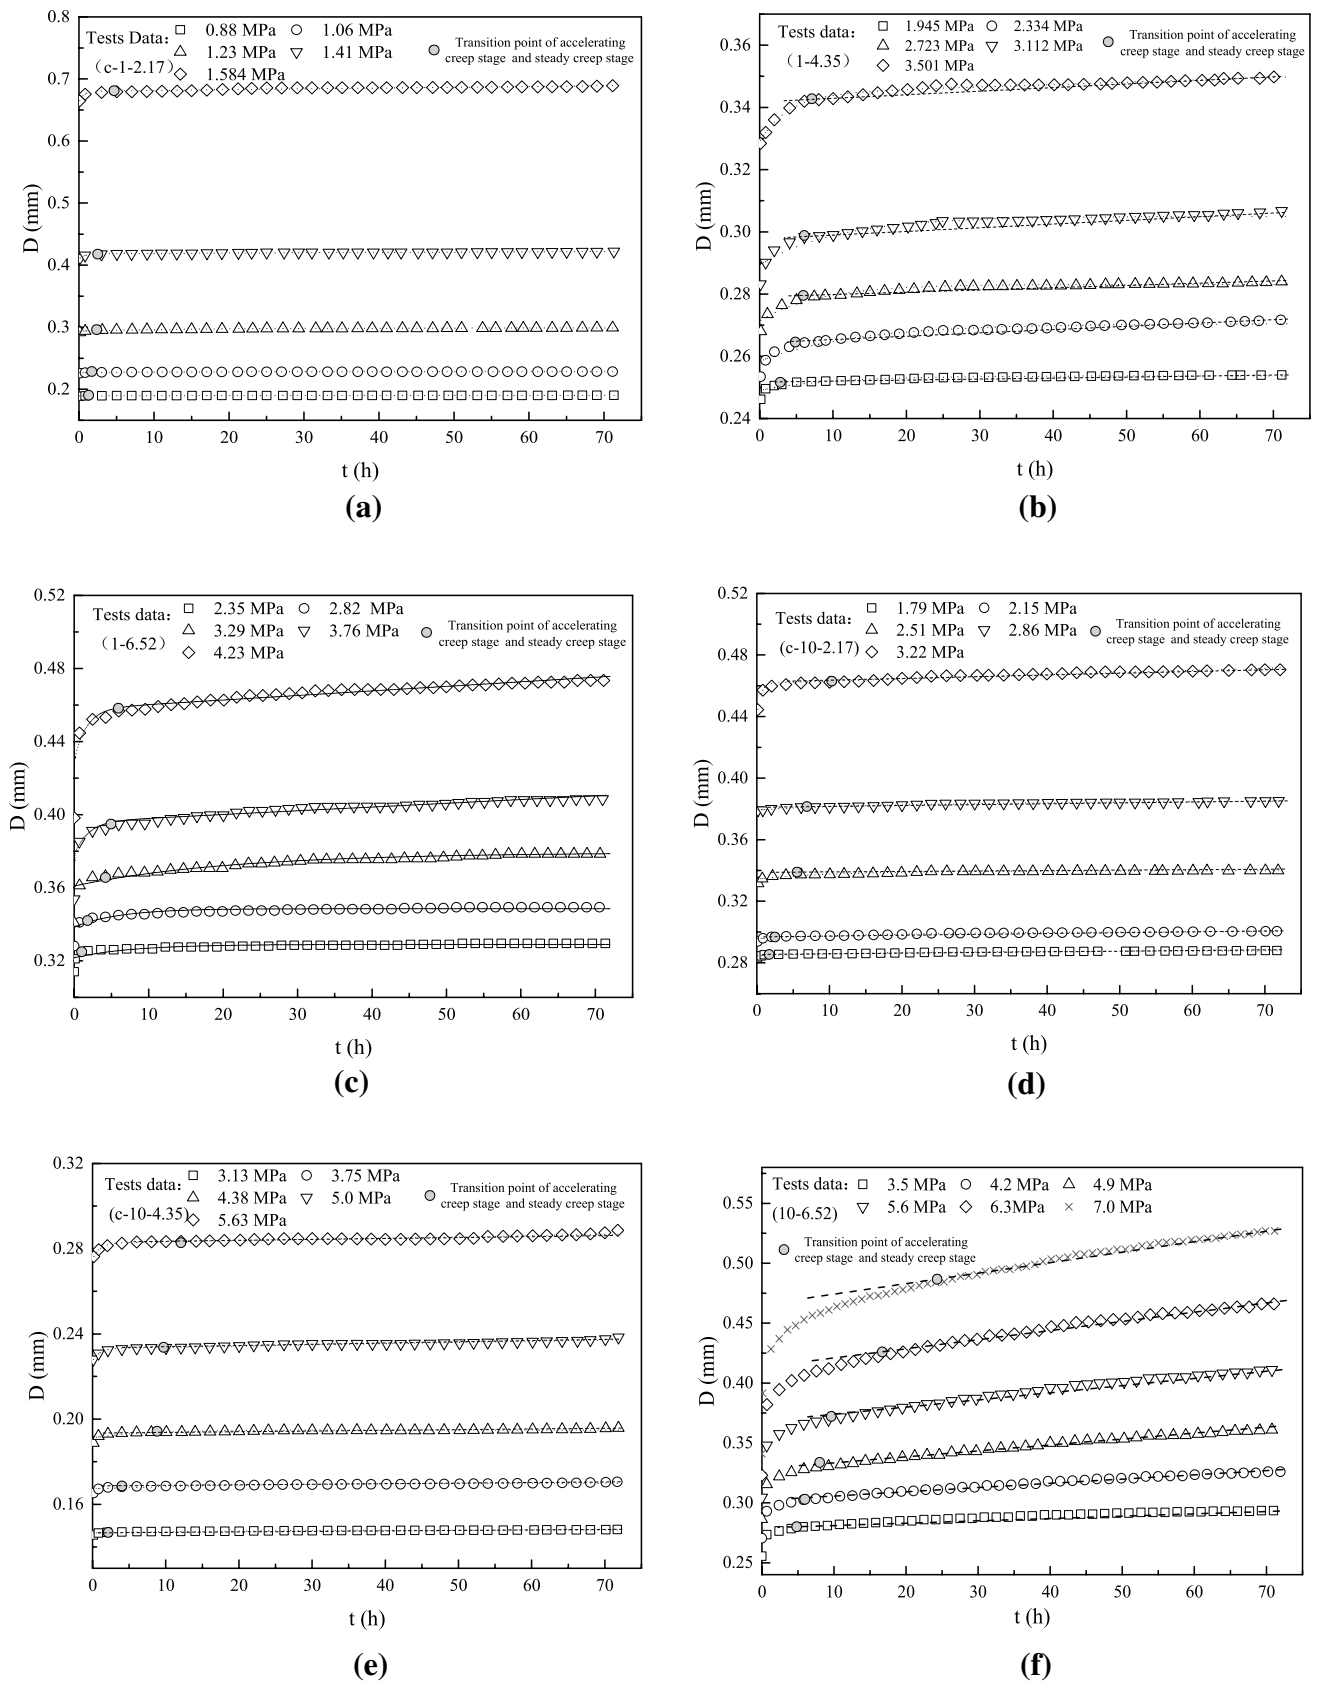 Tests Data:
(c-1-2.17)
0.88 MPa
1.06 MPa
1.23 MPa
1.41 MPa
1.584 MPa
Transition point of accelerating
creep stage and steady creep stage
0.8
0.7
0.6
0.5
0.4
0.3
0.2
D (mm)
0 10 20 30 40 50 60 70
t (h)
(a)
Tests data:
(1-4.35)
1.945 MPa
2.334 MPa
2.723 MPa
3.112 MPa
3.501 MPa
Transition point of accelerating
creep stage and steady creep stage
0.36
0.34
0.32
0.30
0.28
0.26
0.24
D (mm)
0 10 20 30 40 50 60 70
t (h)
(b)
Tests data:
(1-6.52)
2.35 MPa
2.82 MPa
3.29 MPa
3.76 MPa
4.23 MPa
Transition point of accelerating
creep stage and steady creep stage
0.52
0.48
0.44
0.40
0.36
0.32
D (mm)
0 10 20 30 40 50 60 70
t (h)
(c)
Tests data:
(c-10-2.17)
1.79 MPa
2.15 MPa
2.51 MPa
2.86 MPa
3.22 MPa
Transition point of accelerating
creep stage and steady creep stage
0.52
0.48
0.44
0.40
0.36
0.32
0.28
D (mm)
0 10 20 30 40 50 60 70
t (h)
(d)
Tests data:
(c-10-4.35)
3.13 MPa
3.75 MPa
4.38 MPa
5.0 MPa
5.63 MPa
Transition point of accelerating
creep stage and steady creep stage
0.32
0.28
0.24
0.20
0.16
D (mm)
0 10 20 30 40 50 60 70
t (h)
(e)
Tests data:
(10-6.52)
3.5 MPa
4.2 MPa
4.9 MPa
5.6 MPa
6.3MPa
7.0 MPa
Transition point of accelerating
creep stage and steady creep stage
0.55
0.50
0.45
0.40
0.35
0.30
0.25
D (mm)
0 10 20 30 40 50 60 70
t (h)
(f)